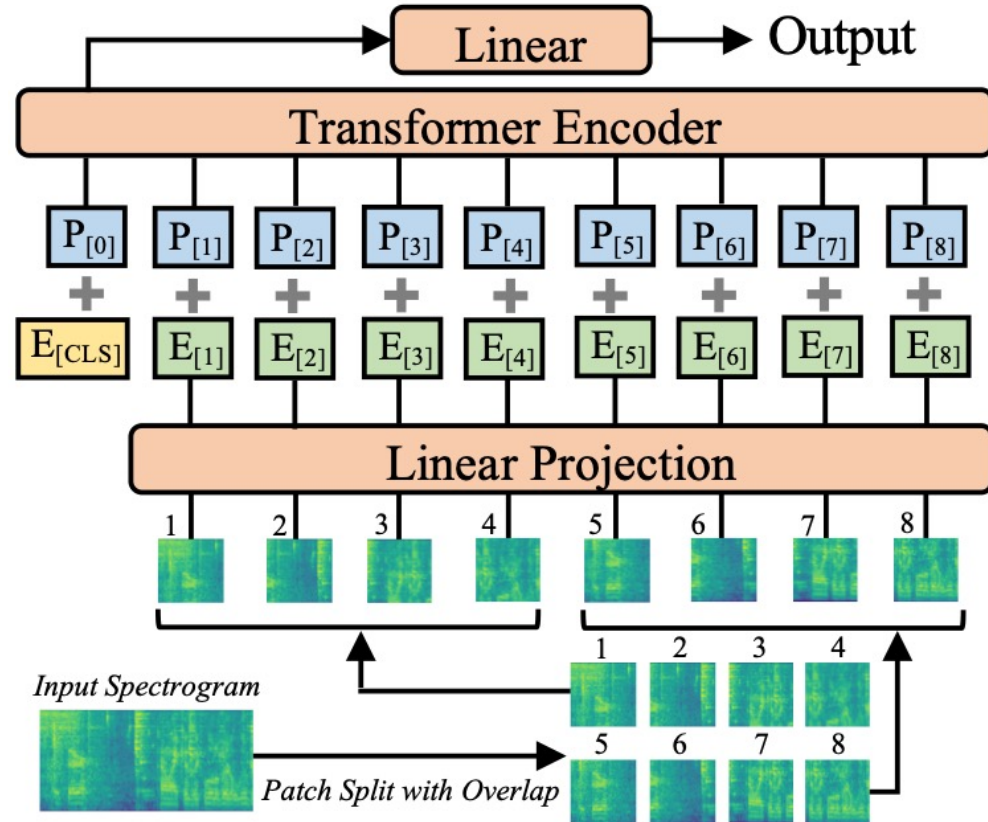 Linear Output
Transformer Encoder
P[0] P[1] P[2] P[3] P[4] P[5] P[6] P[7] P[8]
+ + + + + + + + +
E[CLS] E[1] E[2] E[3] E[4] E[5] E[6] E[7] E[8]
Linear Projection
1 2 3 4 5 6 7 8
1 2 3 4
Input Spectrogram
5 6 7 8
Patch Split with Overlap